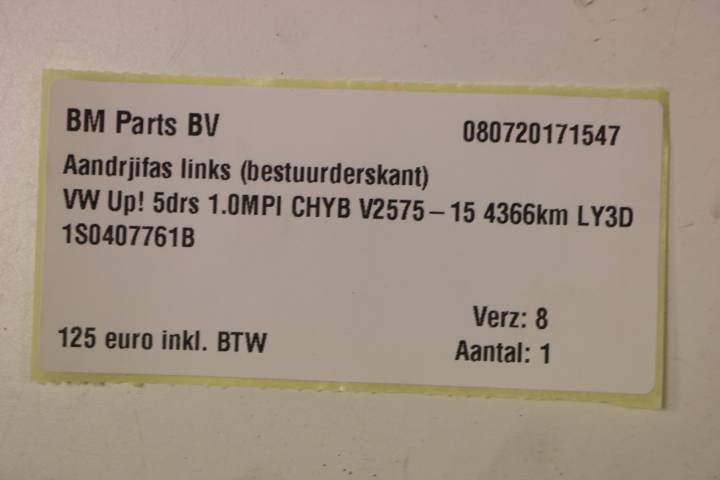 BM Parts BV 080720171547
Aandrjifas links (bestuurderskant)
VW Up! 5drs 1.0MPI CHYB V2575-15 4366km LY3D
1S0407761B
Verz: 8
125 euro inkl. BTW Aantal: 1